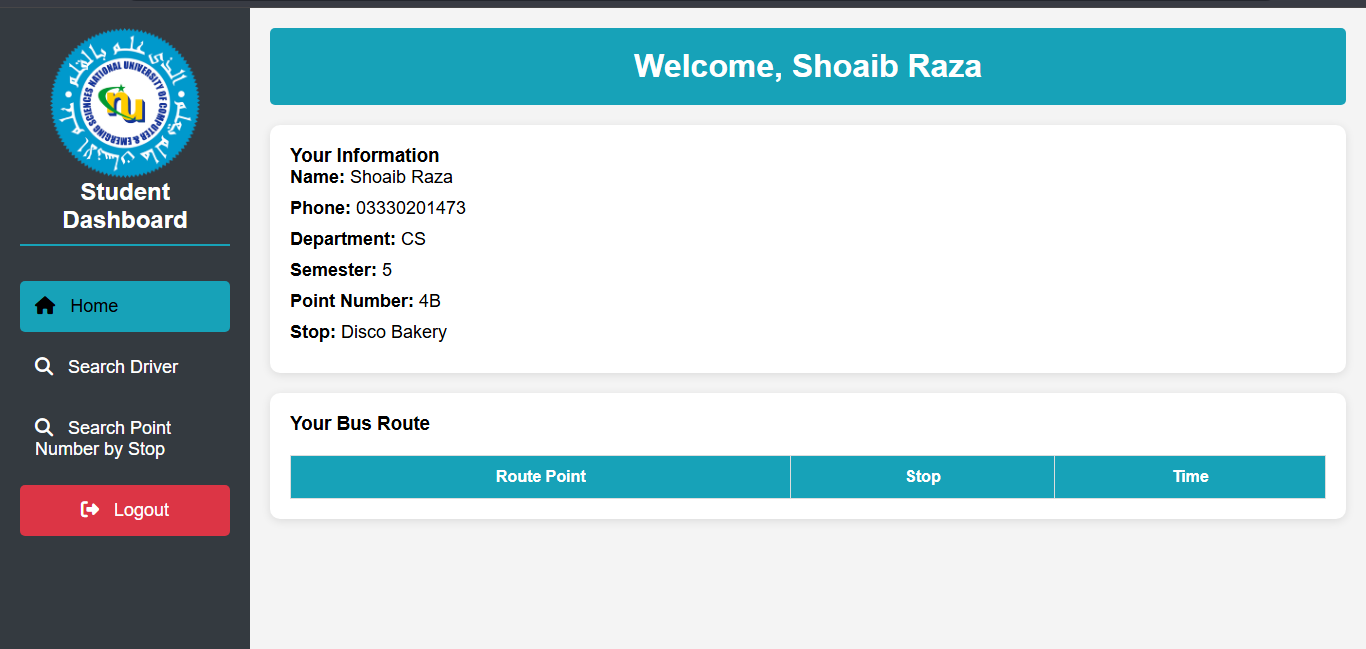 NATIONAL UNIVERSITY OF COMPUTER & EMERGING SCIENCES
nu
Student
Dashboard
Home
Search Driver
Search Point
Number by Stop
Logout
Welcome, Shoaib Raza
Your Information
Name: Shoaib Raza
Phone: 03330201473
Department: CS
Semester: 5
Point Number: 4B
Stop: Disco Bakery
Your Bus Route
Route Point
Stop
Time